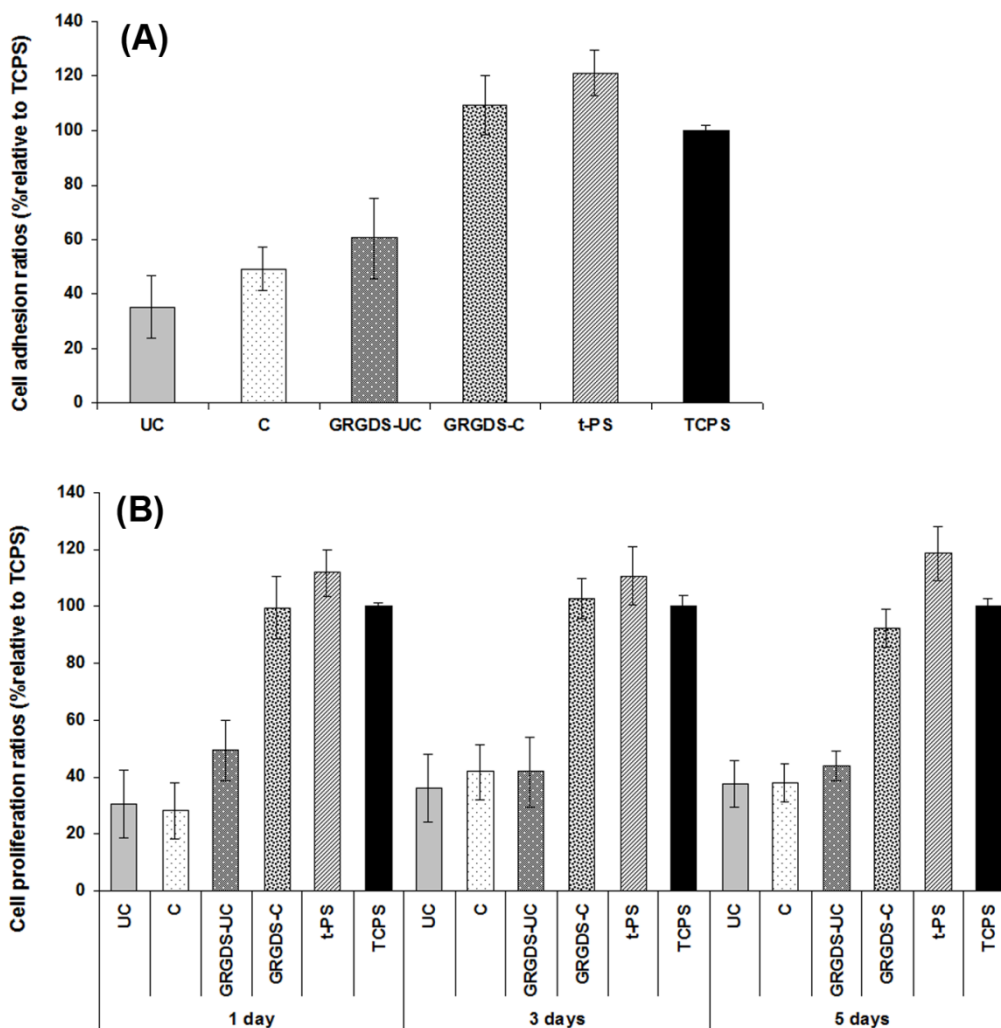 (A)
Cell adhesion ratios (%relative to TCPS)
140
120
100
80
60
40
20
0
UC C GRGDS-UC GRGDS-C t-PS TCPS
(B)
Cell proliferation ratios (%relative to TCPS)
140
120
100
80
60
40
20
0
UC C GRGDS-UC GRGDS-C t-PS TCPS UC C GRGDS-UC GRGDS-C t-PS TCPS UC C GRGDS-UC GRGDS-C t-PS TCPS
1 day 3 days 5 days